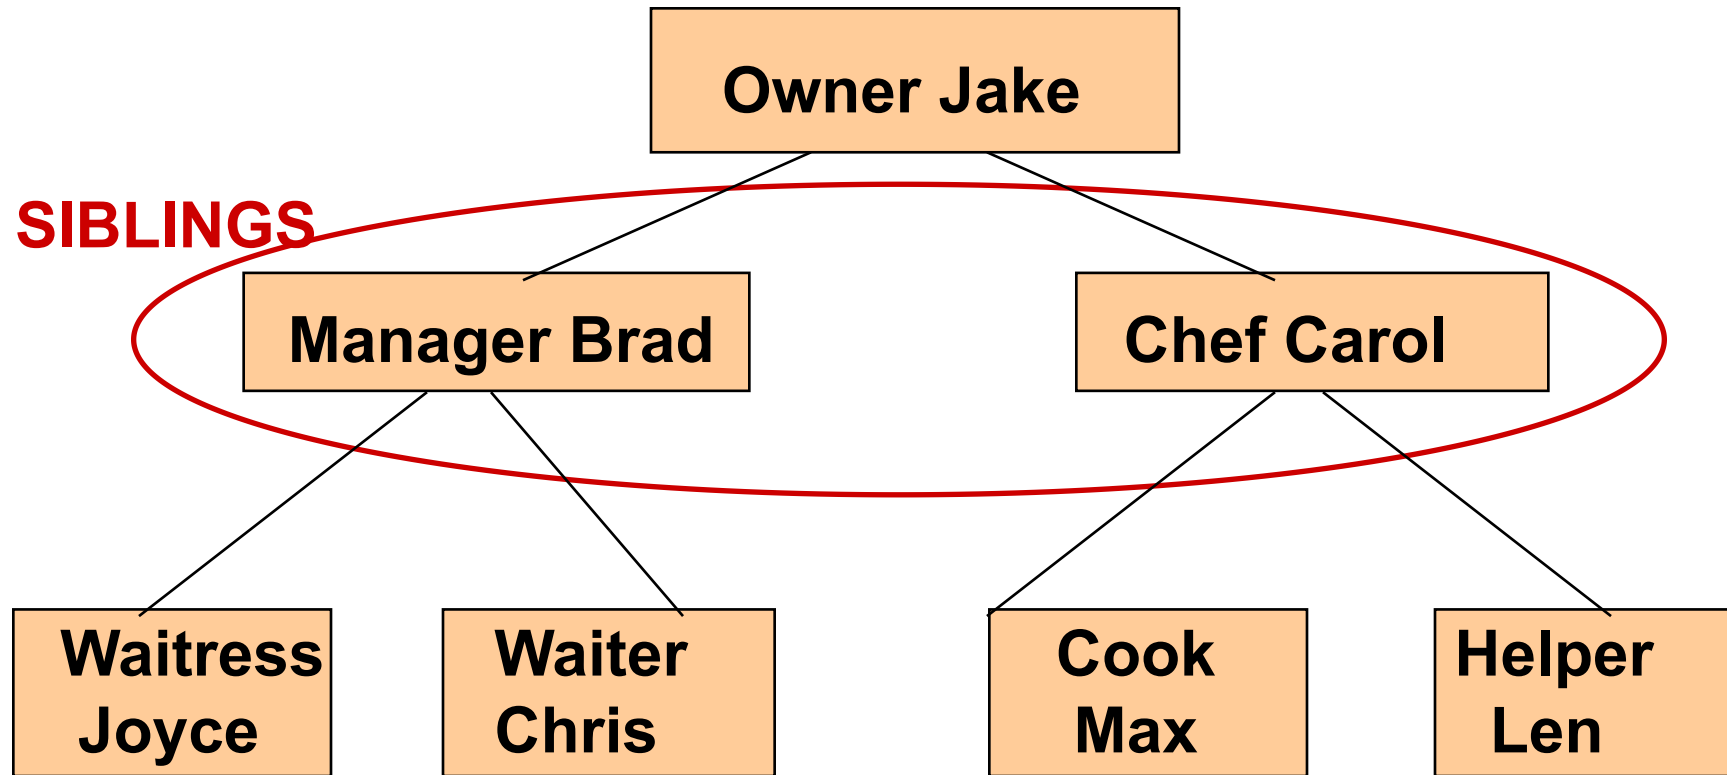 Owner Jake
SIBLINGS
Manager Brad
Chef Carol
Waitress
Joyce
Waiter
Chris
Cook
Max
Helper
Len